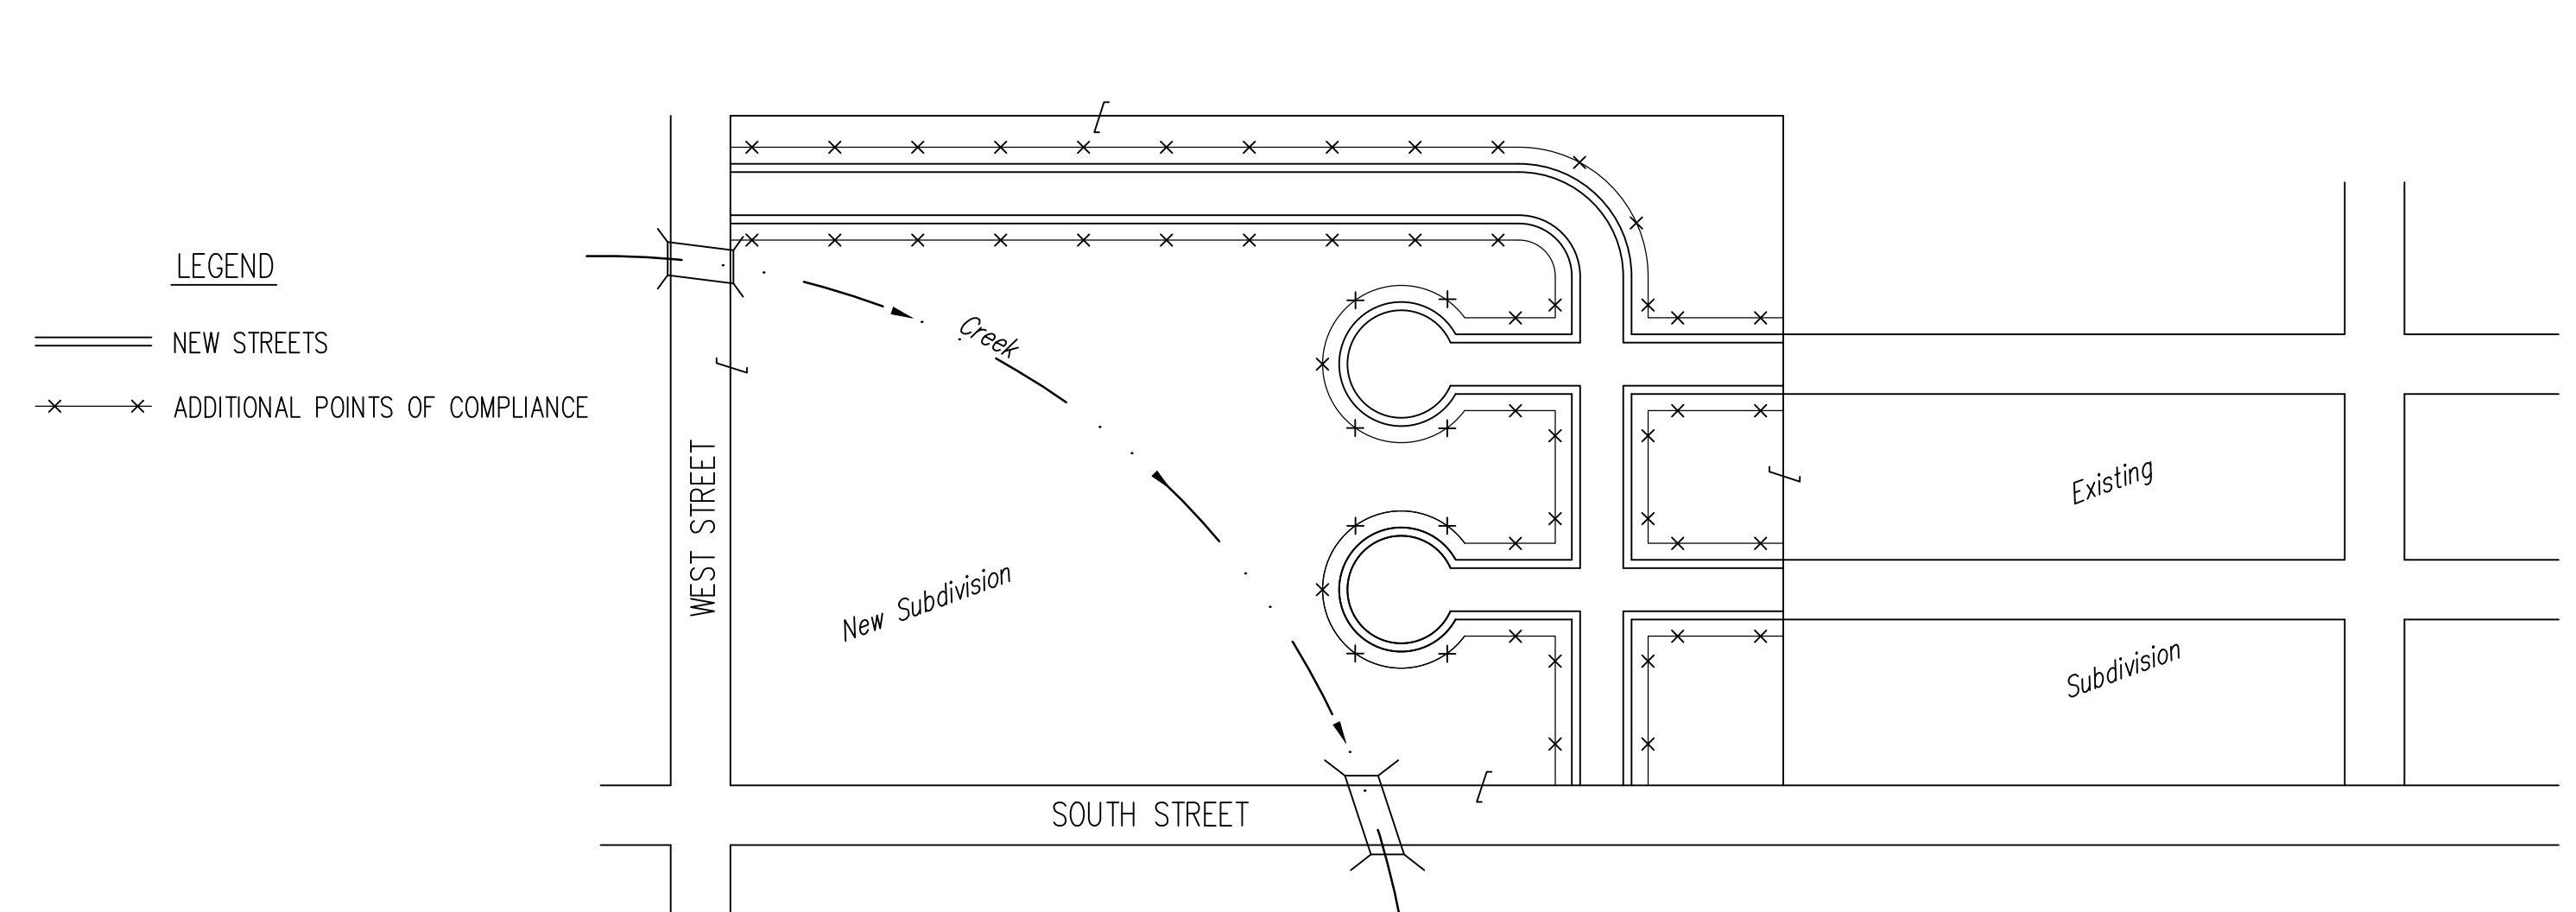 LEGEND
NEW STREETS
ADDITIONAL POINTS OF COMPLIANCE
WEST STREET
Creek
New Subdivision
SOUTH STREET
Existing
Subdivision